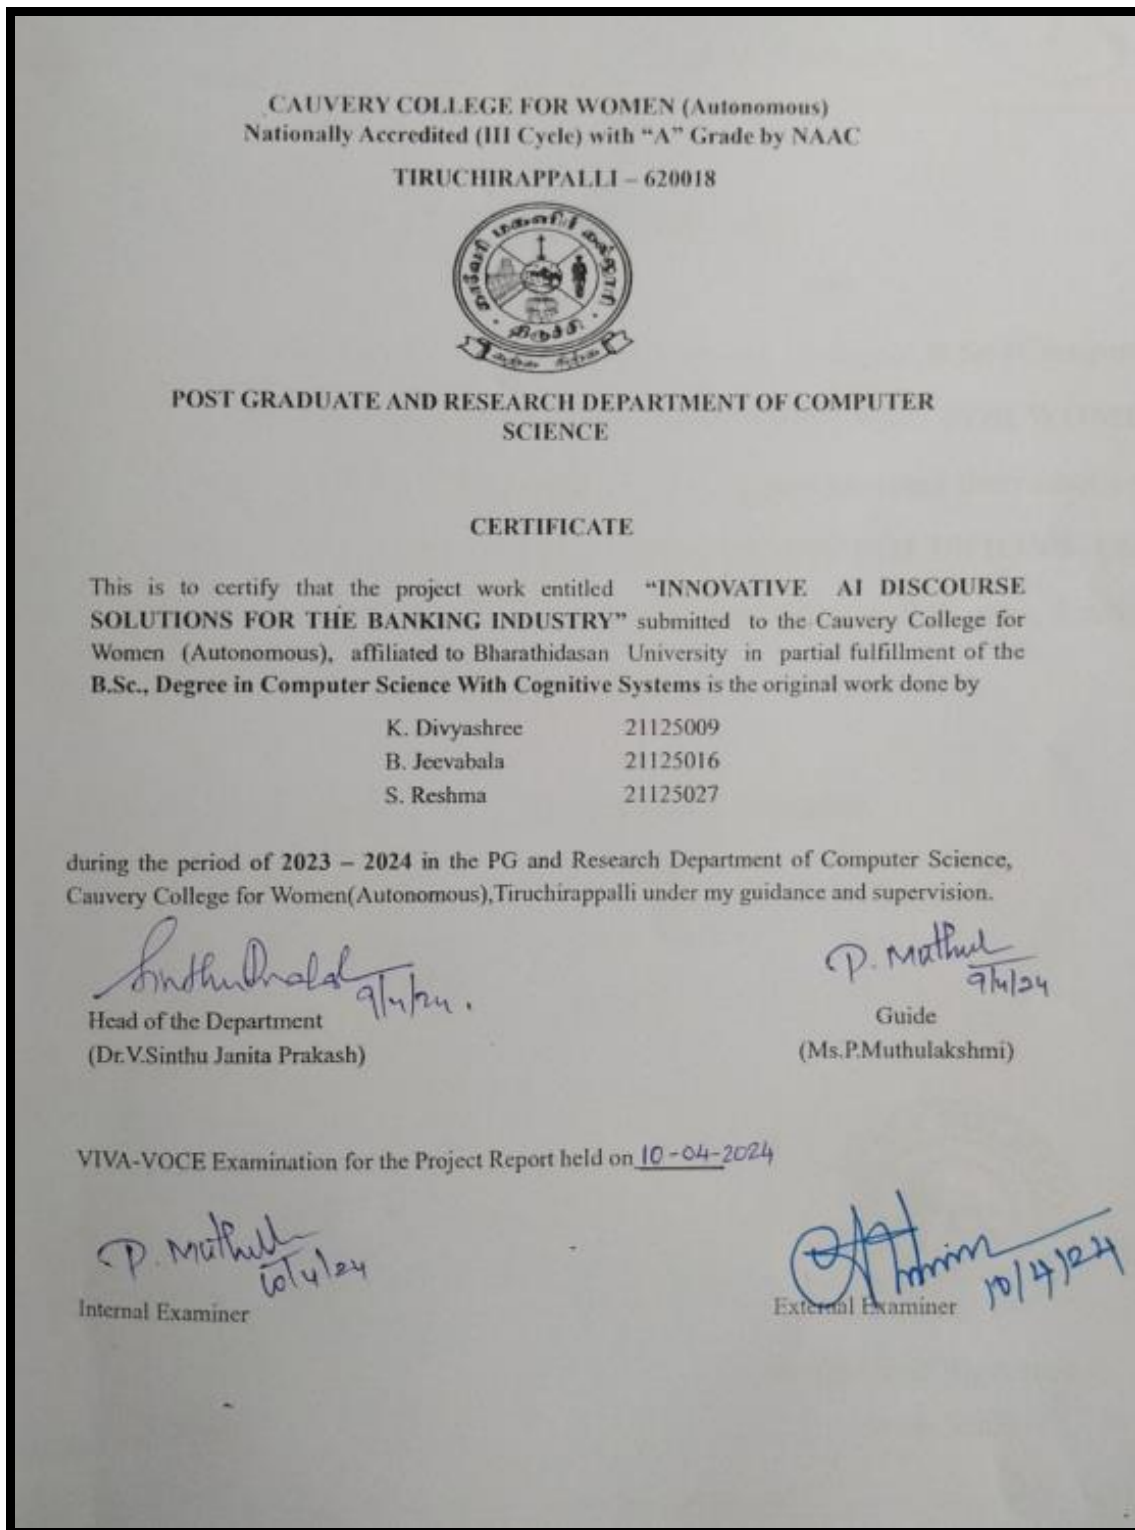 CAUVERY COLLEGE FOR WOMEN (Autonomous)
Nationally Accredited (III Cycle) with “A” Grade by NAAC
TIRUCHIRAPPALLI – 620018
காவேரி மகளிர் கல்லூரி
திருச்சி
கற்க நிற்க
POST GRADUATE AND RESEARCH DEPARTMENT OF COMPUTER
SCIENCE
CERTIFICATE
This is to certify that the project work entitled “INNOVATIVE AI DISCOURSE
SOLUTIONS FOR THE BANKING INDUSTRY” submitted to the Cauvery College for
Women (Autonomous), affiliated to Bharathidasan University in partial fulfillment of the
B.Sc., Degree in Computer Science With Cognitive Systems is the original work done by
K. Divyashree 21125009
B. Jeevabala 21125016
S. Reshma 21125027
during the period of 2023 – 2024 in the PG and Research Department of Computer Science,
Cauvery College for Women(Autonomous),Tiruchirappalli under my guidance and supervision.
9/4/24.
P. Muthul
9/4/24
Head of the Department
Guide
(Dr.V.Sinthu Janita Prakash)
(Ms.P.Muthulakshmi)
VIVA-VOCE Examination for the Project Report held on 10-04-2024
P. Muthul
10/4/24
10/4/24
Internal Examiner
External Examiner